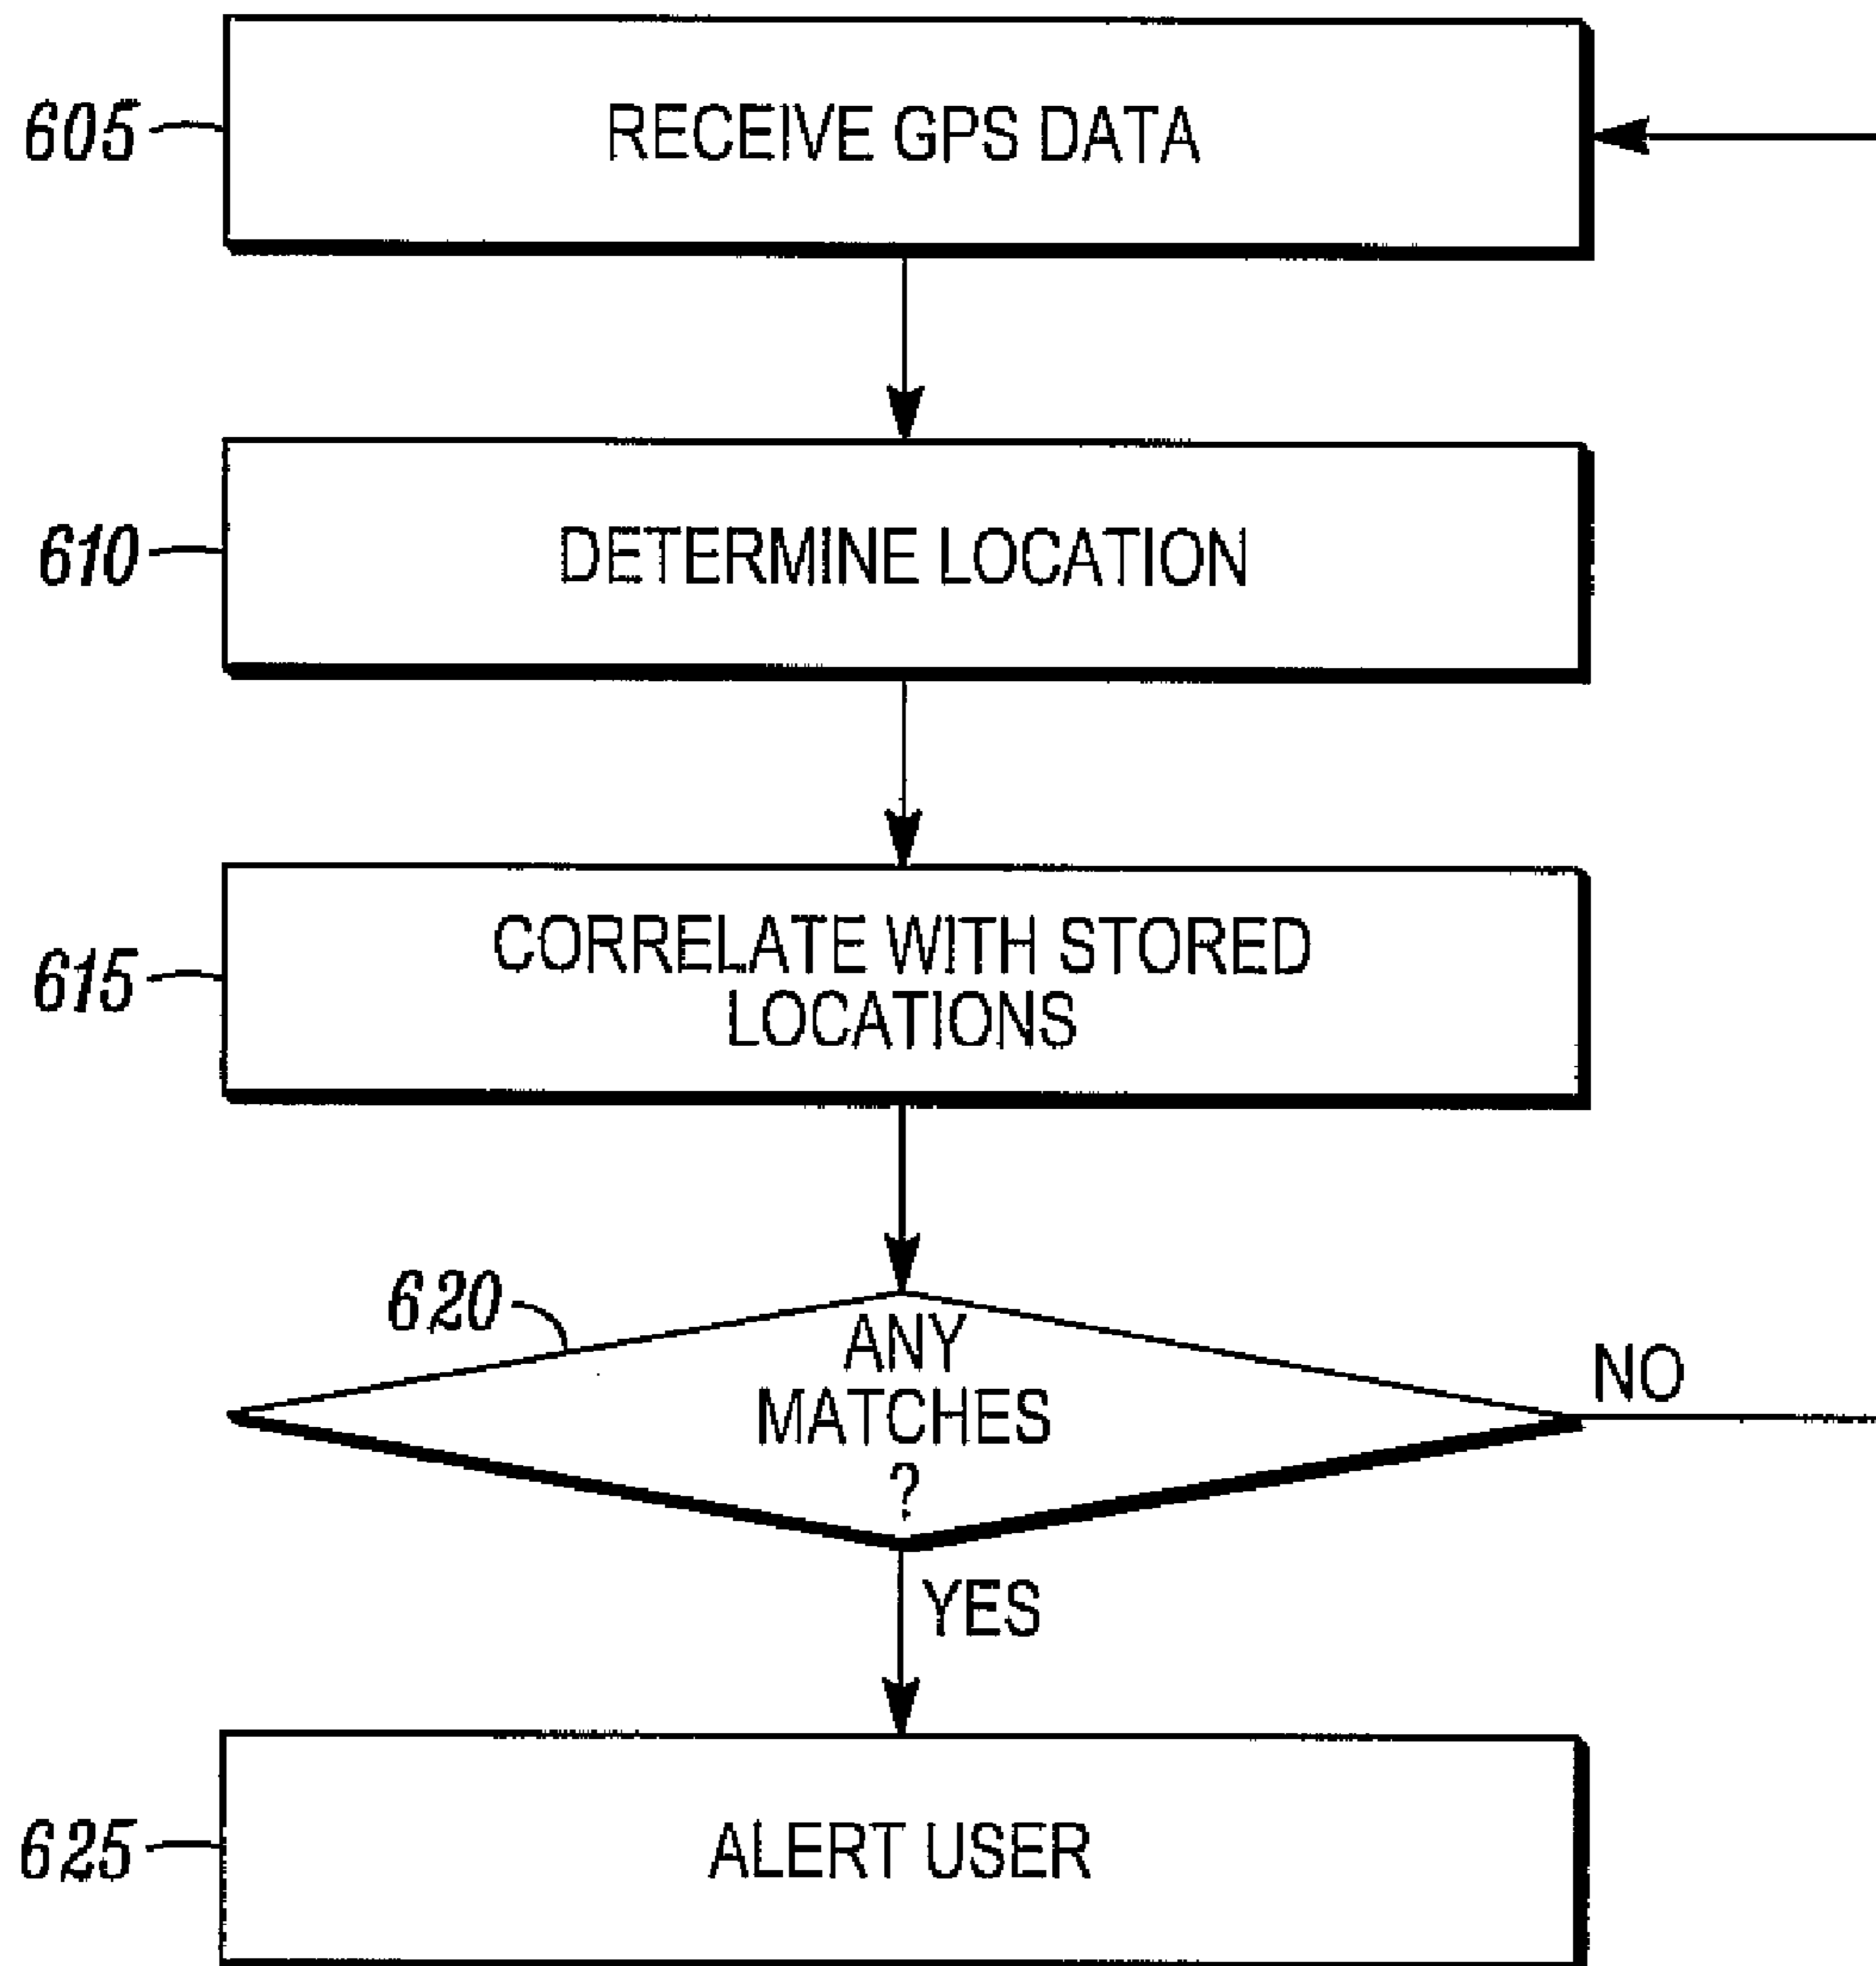 605
RECEIVE GPS DATA
610
DETERMINE LOCATION
615
CORRELATE WITH STORED
LOCATIONS
620
ANY
MATCHES
?
NO
YES
625
ALERT USER